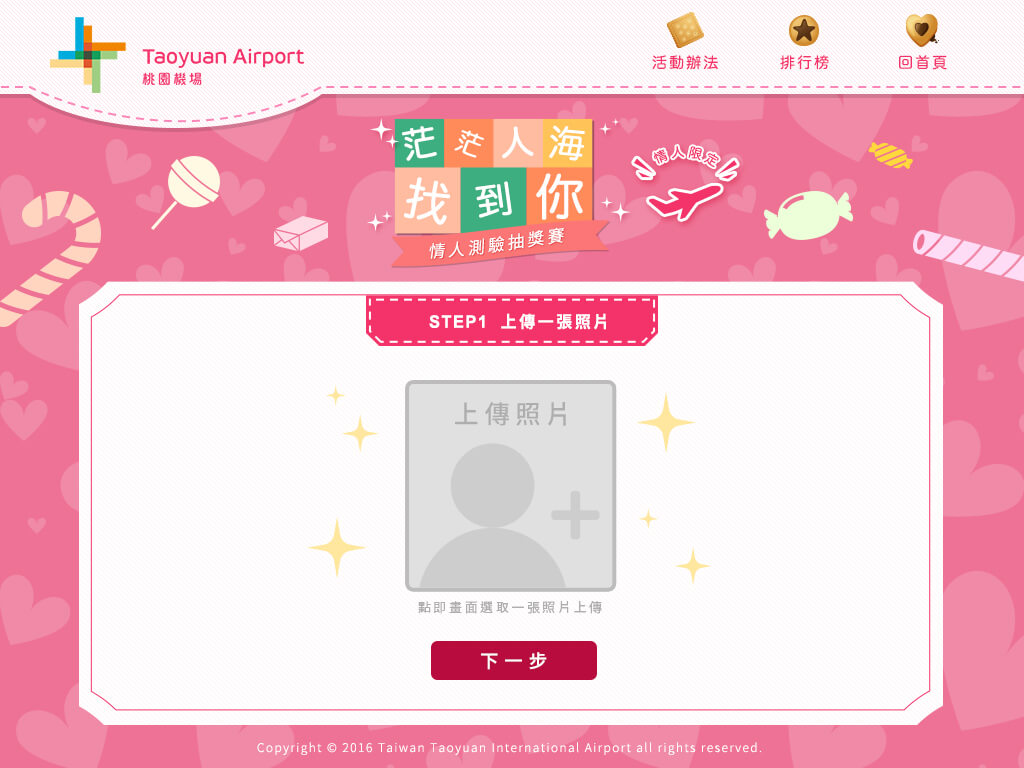 Taoyuan Airport
桃園機場
活動辦法
排行榜
回首頁
茫茫人海
找到你
情人測驗抽獎賽
情人限定
STEP1 上傳一張照片
上傳照片
點即畫面選取一張照片上傳
下一步
Copyright © 2016 Taiwan Taoyuan International Airport all rights reserved.